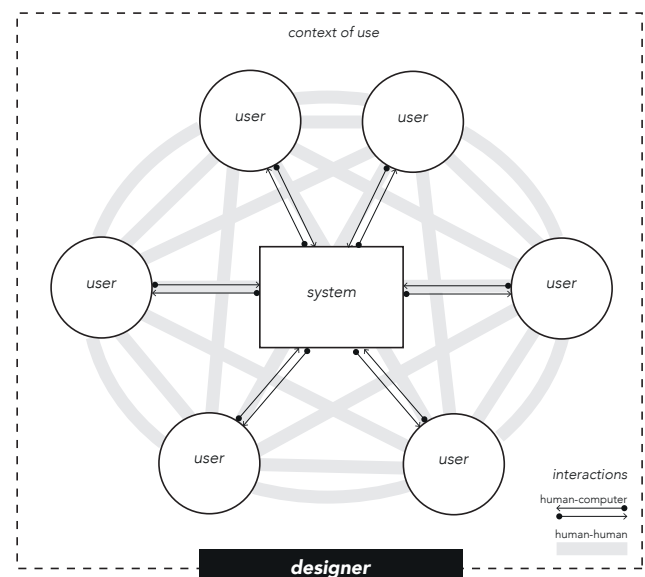 context of use
user
user
user
system
user
user
user
interactions
human-computer
human-human
designer